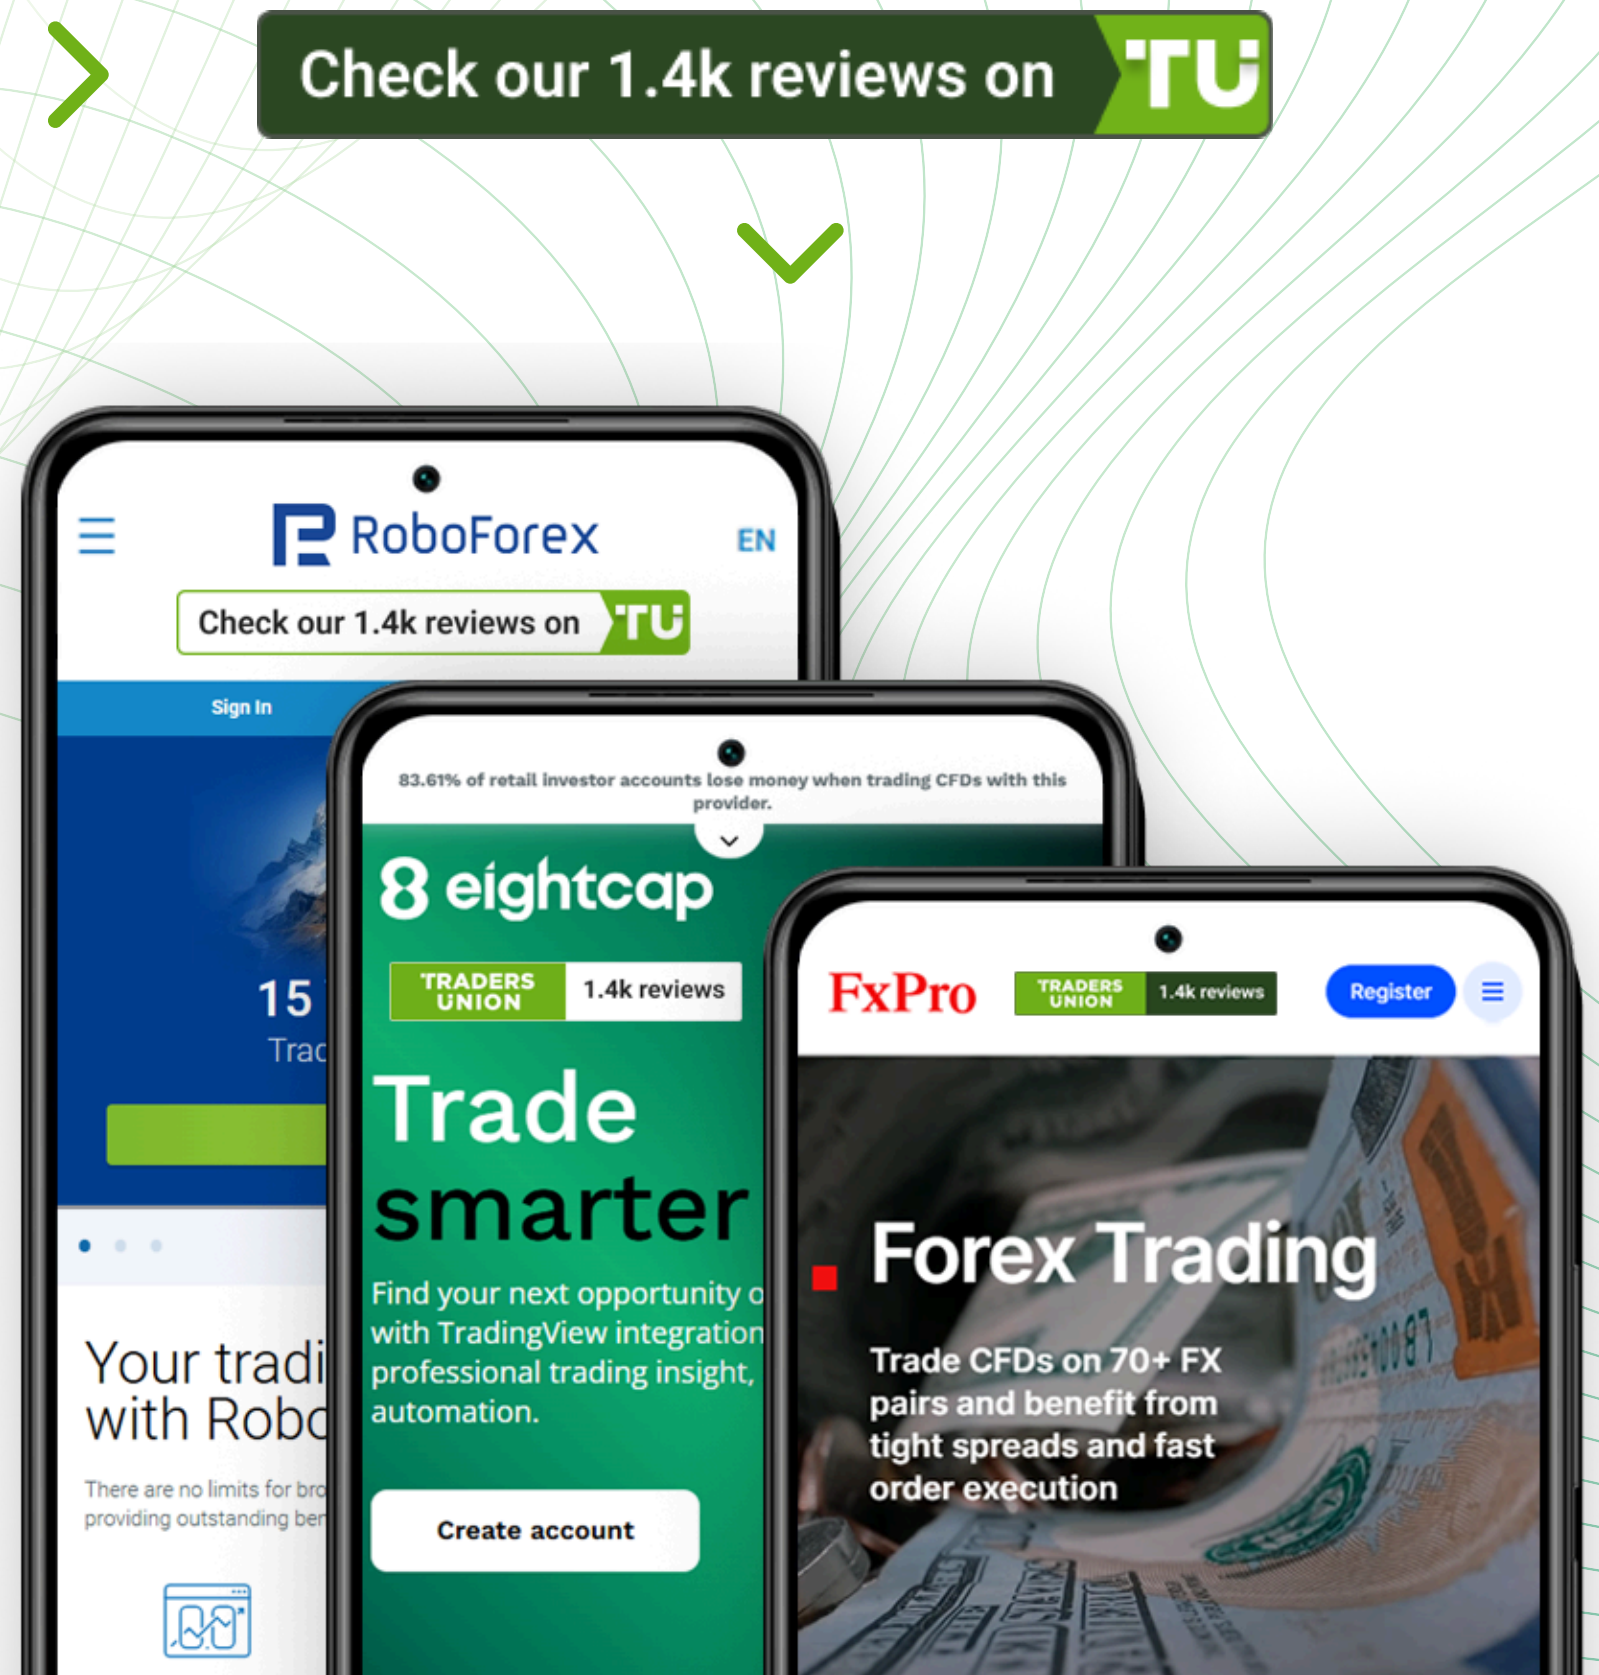 Check our 1.4k reviews on TU
RoboForex
EN
Check our 1.4k reviews on TU
Sign In
15
Trad
Your tradi
with Robo
There are no limits for bro
providing outstanding ben
83.61% of retail investor accounts lose money when trading CFDs with this
provider.
8 eightcap
TRADERS
UNION
1.4k reviews
Trade
smarter
Find your next opportunity o
with TradingView integration
professional trading insight,
automation.
Create account
FxPro
TRADERS
UNION
1.4k reviews
Register
Forex Trading
Trade CFDs on 70+ FX
pairs and benefit from
tight spreads and fast
order execution